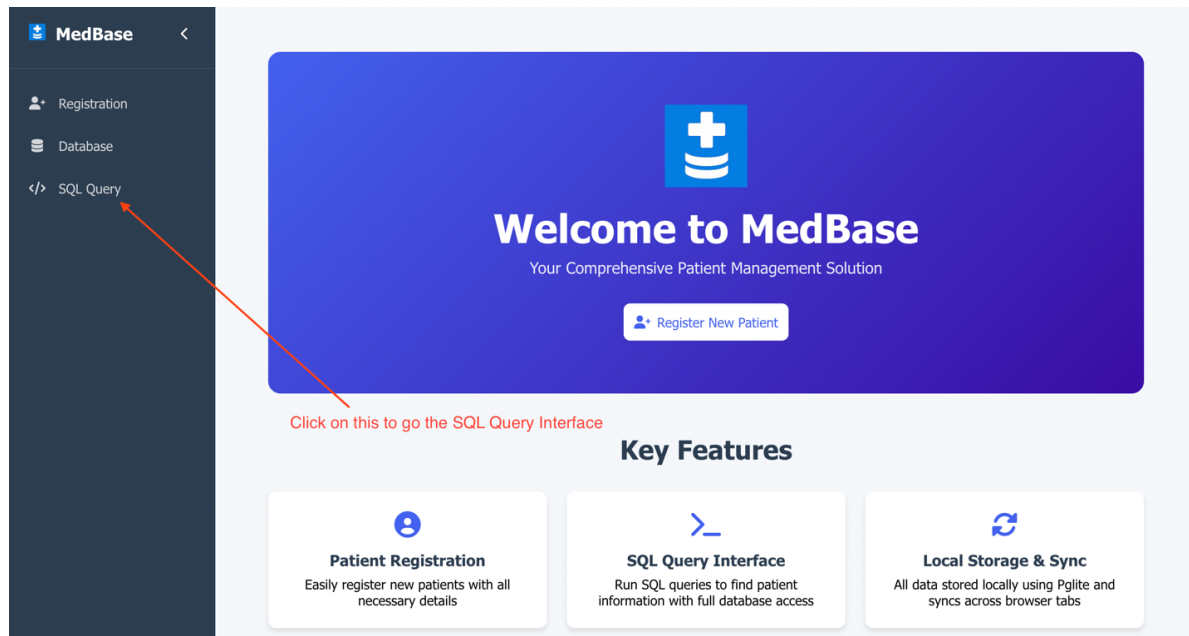 MedBase
Registration
Database
SQL Query
Welcome to MedBase
Your Comprehensive Patient Management Solution
Register New Patient
Click on this to go the SQL Query Interface
Key Features
Patient Registration
Easily register new patients with all
necessary details
SQL Query Interface
Run SQL queries to find patient
information with full database access
Local Storage & Sync
All data stored locally using Pglite and
syncs across browser tabs